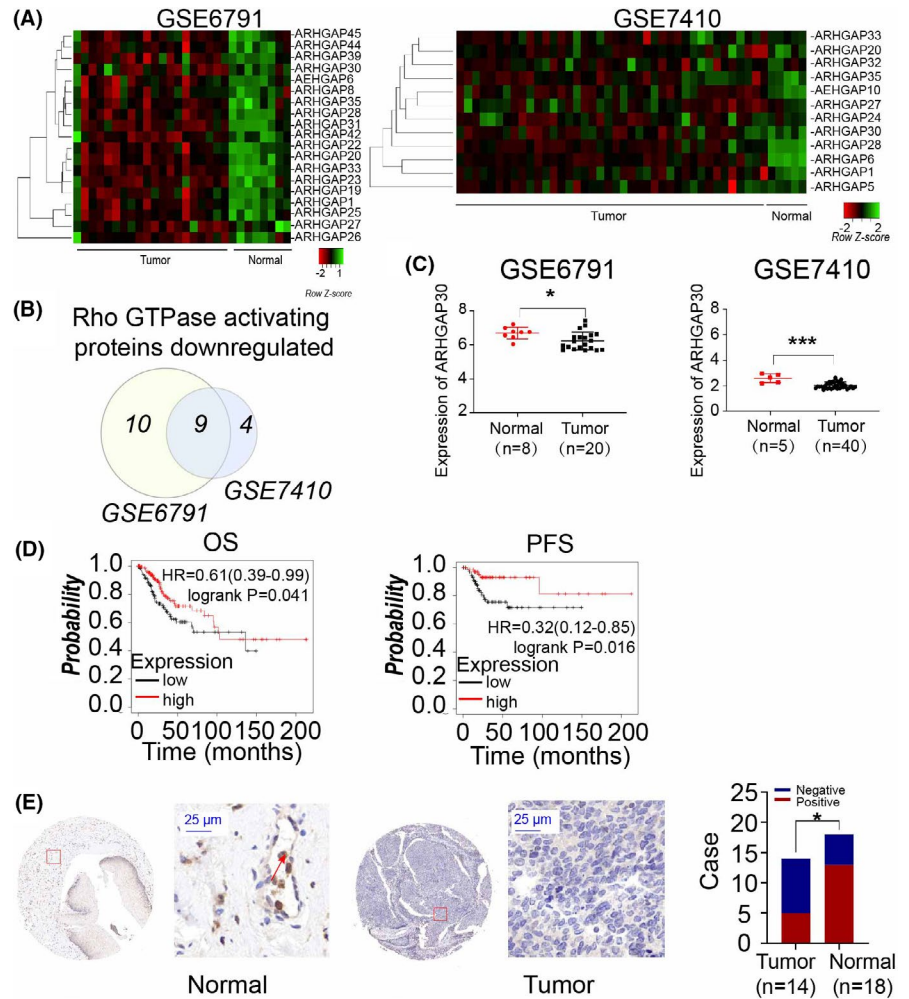 (A)
GSE6791
ARHGAP45
ARHGAP44
ARHGAP39
ARHGAP30
AEHGAP6
ARHGAP8
ARHGAP35
ARHGAP28
ARHGAP31
ARHGAP42
ARHGAP22
ARHGAP20
ARHGAP33
ARHGAP23
ARHGAP19
ARHGAP1
ARHGAP25
ARHGAP27
ARHGAP26
Tumor
Normal
-2 1
Row Z-score
GSE7410
ARHGAP33
ARHGAP20
ARHGAP32
ARHGAP35
AEHGAP10
ARHGAP27
ARHGAP24
ARHGAP30
ARHGAP28
ARHGAP6
ARHGAP1
ARHGAP5
Tumor
Normal
-2 2
Row Z-score
(B)
Rho GTPase activating
proteins downregulated
10 9 4
GSE6791
GSE7410
(C)
GSE6791
Expression of ARHGAP30
8
6
4
2
*
Normal Tumor
(n=8) (n=20)
GSE7410
Expression of ARHGAP30
8
6
4
2
0
***
Normal Tumor
(n=5) (n=40)
(D)
OS
Probability
1.0
0.8
0.6
0.4
0.2
0.0
HR=0.61(0.39-0.99)
logrank P=0.041
Expression
low
high
0 50 100 150 200
Time (months)
PFS
Probability
1.0
0.8
0.6
0.4
0.2
0.0
HR=0.32(0.12-0.85)
logrank P=0.016
Expression
low
high
0 50 100 150 200
Time (months)
(E)
25 µm
Normal
25 µm
Tumor
Negative
Positive
Case
25
20
15
10
5
0
*
Tumor Normal
(n=14) (n=18)